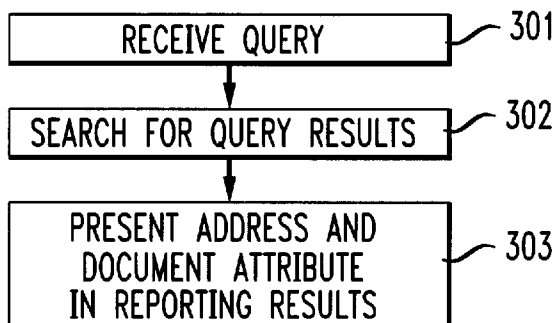 RECEIVE QUERY
301
SEARCH FOR QUERY RESULTS
302
PRESENT ADDRESS AND
DOCUMENT ATTRIBUTE
IN REPORTING RESULTS
303